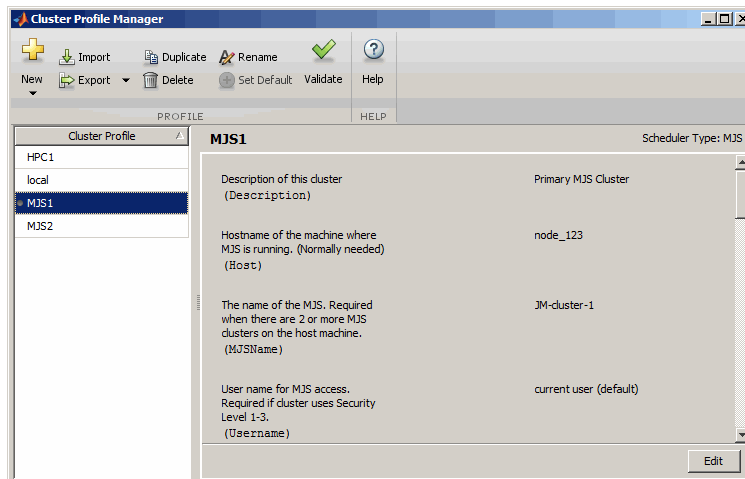 Cluster Profile Manager
Import Duplicate Rename
New Export Delete Set Default Validate Help
PROFILE HELP
Cluster Profile
HPC1
local
MJS1
MJS2
MJS1 Scheduler Type: MJS
Description of this cluster Primary MJS Cluster
(Description)
Hostname of the machine where node_123
MJS is running. (Normally needed)
(Host)
The name of the MJS. Required JM-cluster-1
when there are 2 or more MJS
clusters on the host machine.
(MJSName)
User name for MJS access. current user (default)
Required if cluster uses Security
Level 1-3.
(Username)
Edit